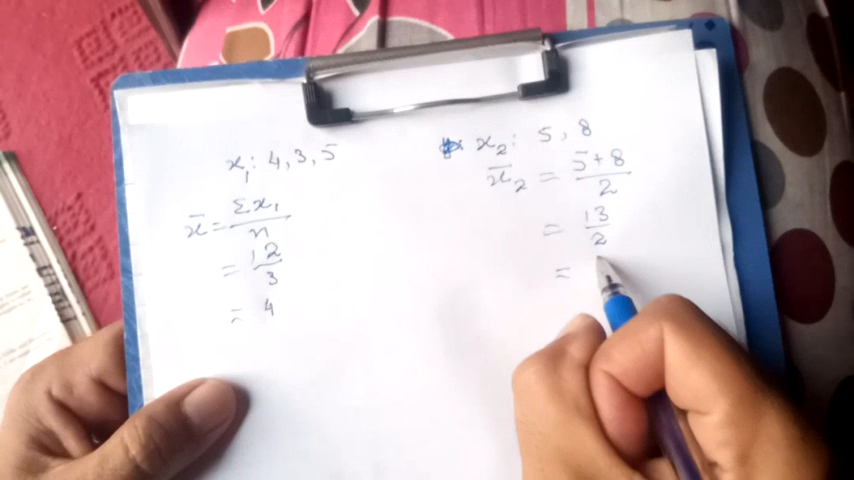 x₁: 4, 3, 5
x̄ = Σx₁/n
= 12/3
= 4
x₂: 5, 8
x̄₂ = 5+8/2
= 13/2
=